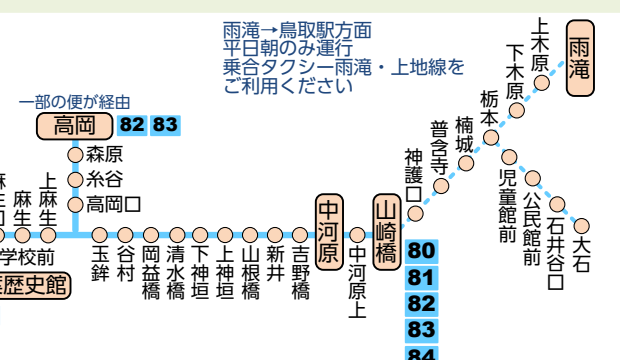 雨滝→鳥取駅方面
平日朝のみ運行
乗合タクシー雨滝・上地線を
ご利用ください
一部の便が経由
高岡
82 83
森原
糸谷
高岡口
上麻生
麻生
学校前
歴史館
玉鉾
谷村
岡益橋
清水橋
下神垣
上神垣
山根橋
新井
吉野橋
中河原
中河原上
山崎橋
神護口
普含寺
楠城
栃本
下木原
上木原
雨滝
児童館前
公民館前
石井谷口
大石
80
81
82
83
84